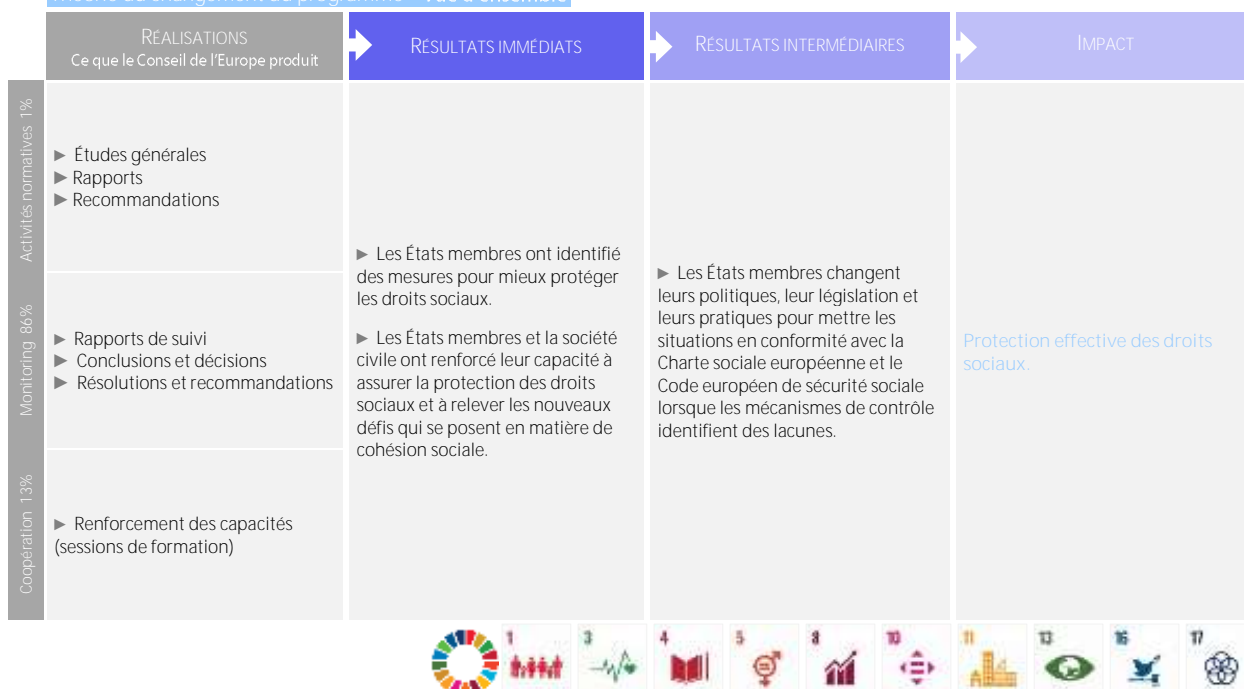 Théorie du changement du programme – Vue d'ensemble
RÉALISATIONS
Ce que le Conseil de l'Europe produit
RÉSULTATS IMMÉDIATS
RÉSULTATS INTERMÉDIAIRES
IMPACT
Activités normatives 1%
► Études générales
► Rapports
► Recommandations
Monitoring 86%
► Rapports de suivi
► Conclusions et décisions
► Résolutions et recommandations
Coopération 13%
► Renforcement des capacités
(sessions de formation)
► Les États membres ont identifié
des mesures pour mieux protéger
les droits sociaux.
► Les États membres et la société
civile ont renforcé leur capacité à
assurer la protection des droits
sociaux et à relever les nouveaux
défis qui se posent en matière de
cohésion sociale.
► Les États membres changent
leurs politiques, leur législation et
leurs pratiques pour mettre les
situations en conformité avec la
Charte sociale européenne et le
Code européen de sécurité sociale
lorsque les mécanismes de contrôle
identifient des lacunes.
Protection effective des droits
sociaux.
1 3 4 5 8 10 11 13 16 17